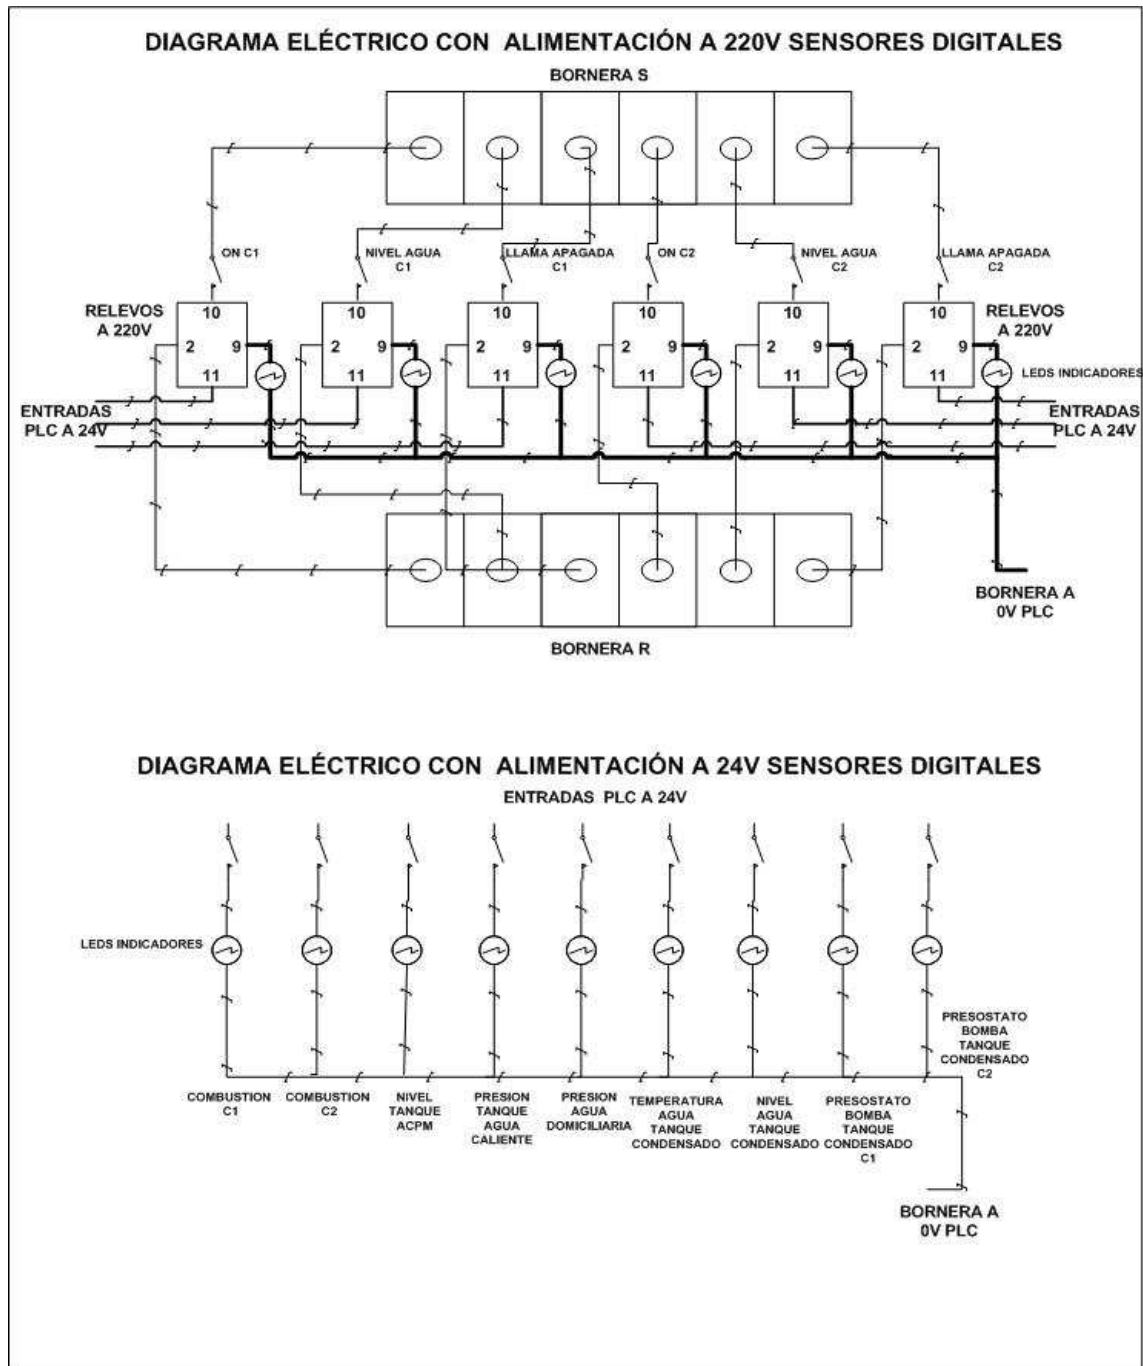 DIAGRAMA ELÉCTRICO CON ALIMENTACIÓN A 220V SENSORES DIGITALES
BORNERA S
ON C1
NIVEL AGUA
C1
LLAMA APAGADA
C1
ON C2
NIVEL AGUA
C2
LLAMA APAGADA
C2
RELEVOS
A 220V
10
2
9
11
10
2
9
11
10
2
9
11
10
2
9
11
10
2
9
11
10
2
9
11
RELEVOS
A 220V
LEDS INDICADORES
ENTRADAS
PLC A 24V
ENTRADAS
PLC A 24V
BORNERA A
0V PLC
BORNERA R
DIAGRAMA ELÉCTRICO CON ALIMENTACIÓN A 24V SENSORES DIGITALES
ENTRADAS PLC A 24V
LEDS INDICADORES
COMBUSTION
C1
COMBUSTION
C2
NIVEL
TANQUE
ACPM
PRESION
TANQUE
AGUA
CALIENTE
PRESION
AGUA
DOMICILIARIA
TEMPERATURA
AGUA
TANQUE
CONDENSADO
NIVEL
AGUA
TANQUE
CONDENSADO
PRESOSTATO
BOMBA
TANQUE
CONDENSADO
C1
PRESOSTATO
BOMBA
TANQUE
CONDENSADO
C2
BORNERA A
0V PLC